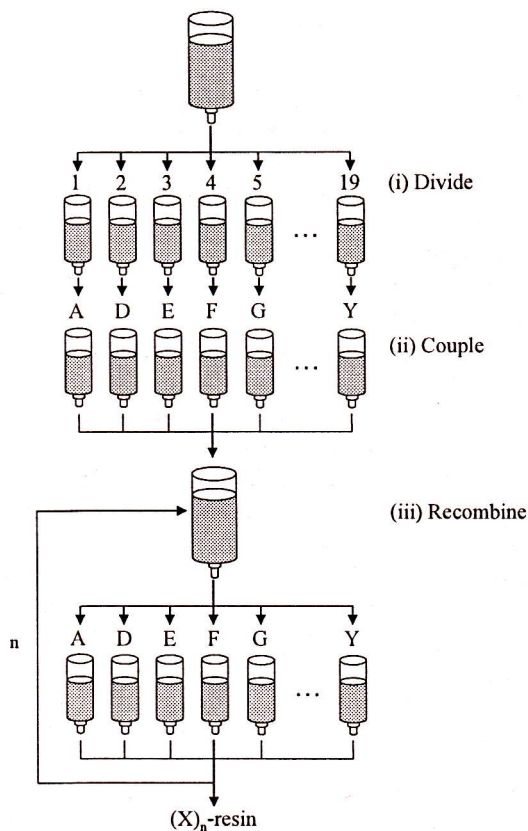 1 2 3 4 5 19 (i) Divide
...
A D E F G Y
(ii) Couple
...
(iii) Recombine
A D E F G Y
n
...
(X)n-resin